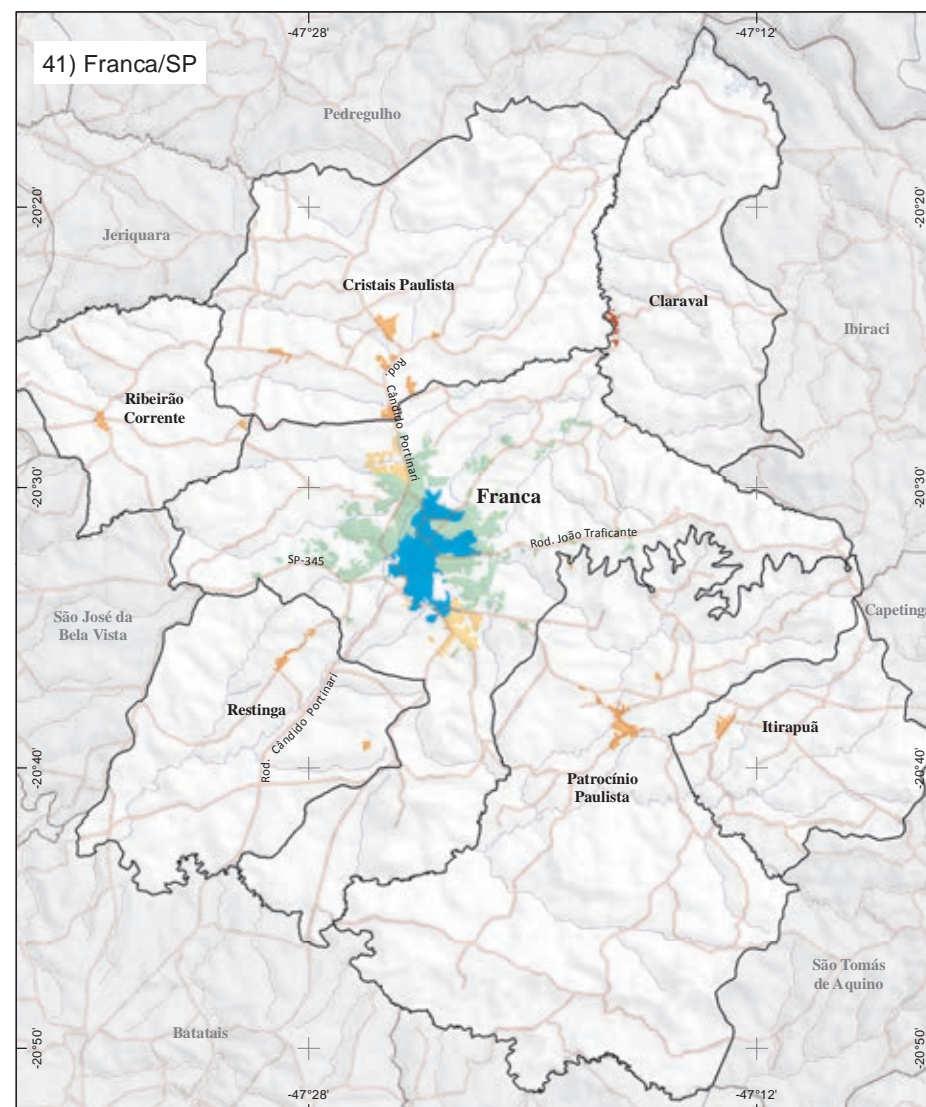 -47°28'
-47°12'
41) Franca/SP
Pedregulho
-20°20'
-20°20'
Jeriquara
Cristais Paulista
Claraval
Ibiraci
Rod.
Cândido Portinari
Ribeirão
Corrente
-20°30'
-20°30'
Franca
Rod. João Traficante
SP-345
São José da
Bela Vista
Capetinga
Restinga
Rod. Cândido Portinari
Itirapuã
-20°40'
-20°40'
Patrocínio
Paulista
São Tomás
de Aquino
Batatais
-20°50'
-20°50'
-47°28'
-47°12'